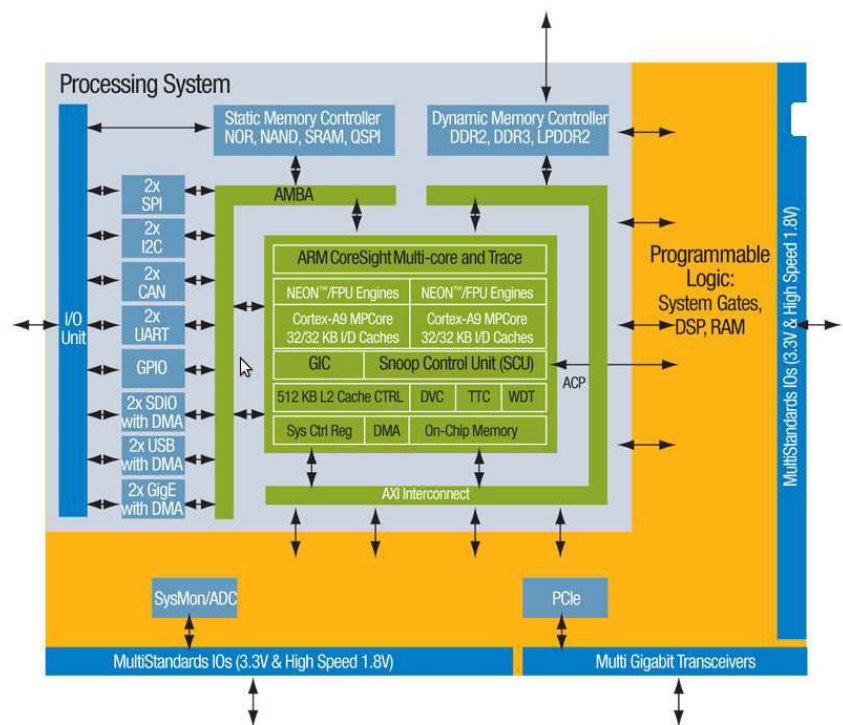 Processing System
Static Memory Controller
NOR, NAND, SRAM, QSPI
Dynamic Memory Controller
DDR2, DDR3, LPDDR2
2x
SPI
2x
I2C
2x
CAN
2x
UART
GPIO
2x SDIO
with DMA
2x USB
with DMA
2x GigE
with DMA
I/O
Unit
AMBA
ARM CoreSight Multi-core and Trace
NEON™/FPU Engines
NEON™/FPU Engines
Cortex-A9 MPCore
32/32 KB I/D Caches
Cortex-A9 MPCore
32/32 KB I/D Caches
GIC
Snoop Control Unit (SCU)
512 KB L2 Cache CTRL
DVC
TTC
WDT
Sys Ctrl Reg
DMA
On-Chip Memory
ACP
AXI Interconnect
Programmable
Logic:
System Gates,
DSP, RAM
MultiStandards IOs (3.3V & High Speed 1.8V)
SysMon/ADC
PCIe
MultiStandards IOs (3.3V & High Speed 1.8V)
Multi Gigabit Transceivers